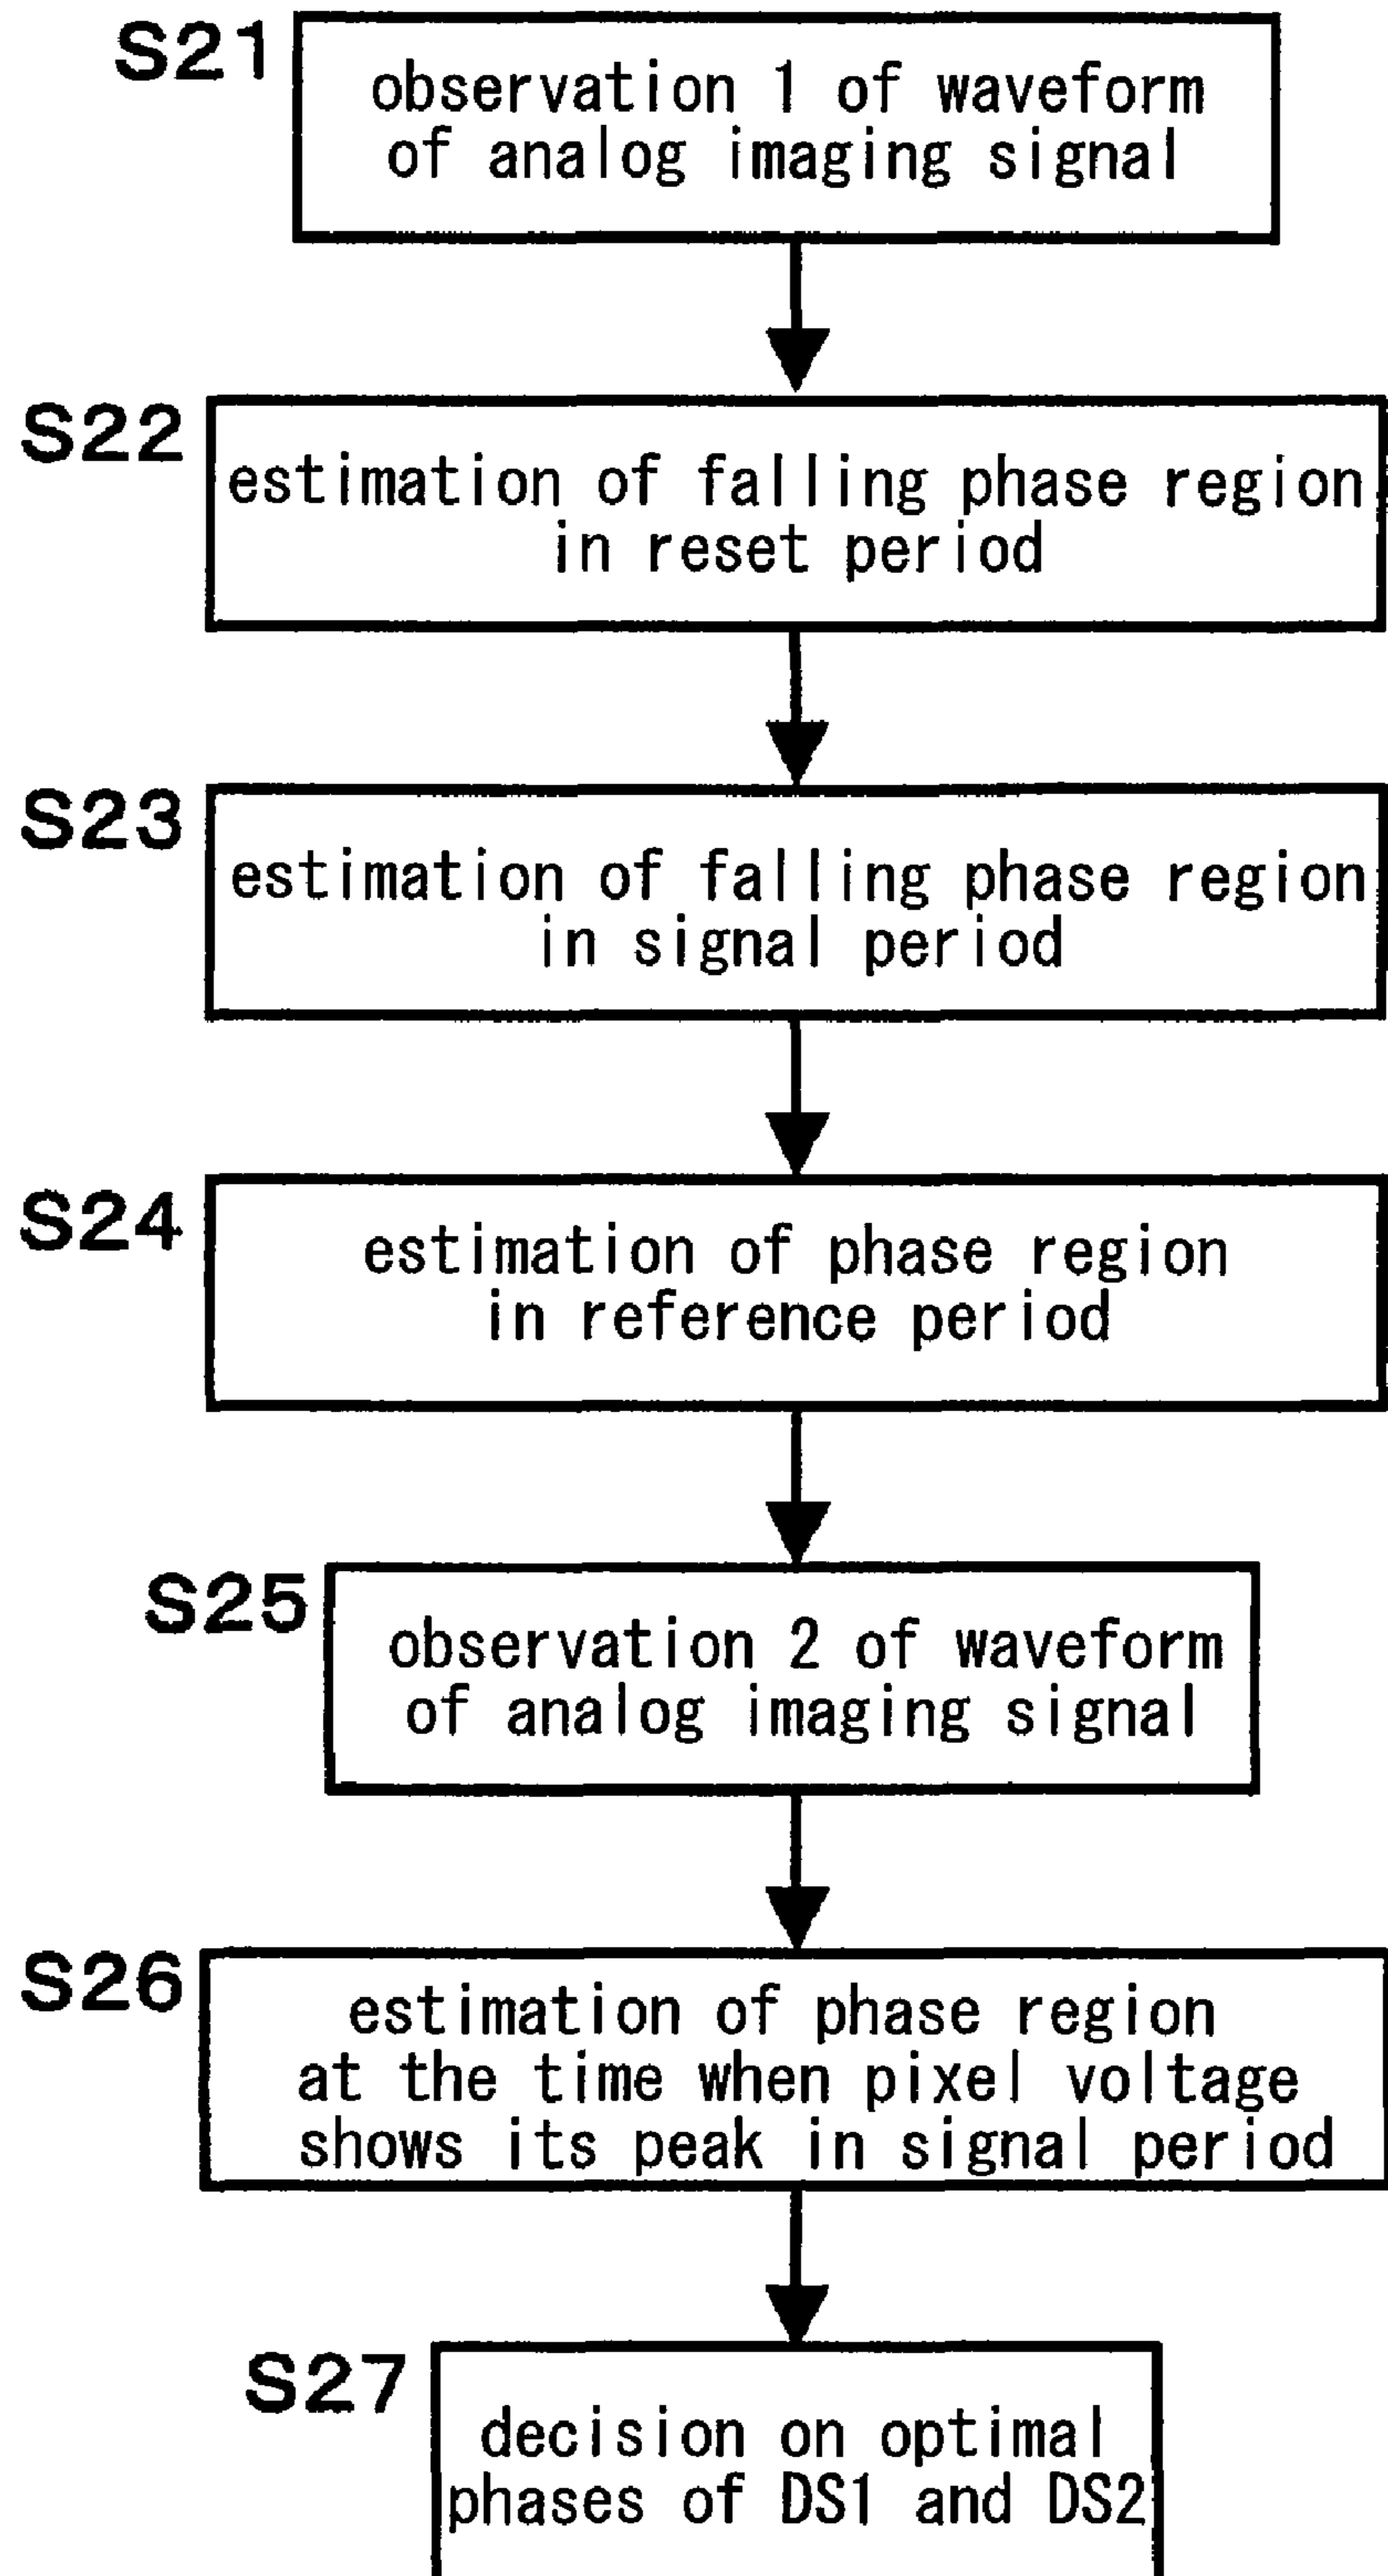 S21
observation 1 of waveform
of analog imaging signal
S22
estimation of falling phase region
in reset period
S23
estimation of falling phase region
in signal period
S24
estimation of phase region
in reference period
S25
observation 2 of waveform
of analog imaging signal
S26
estimation of phase region
at the time when pixel voltage
shows its peak in signal period
S27
decision on optimal
phases of DS1 and DS2